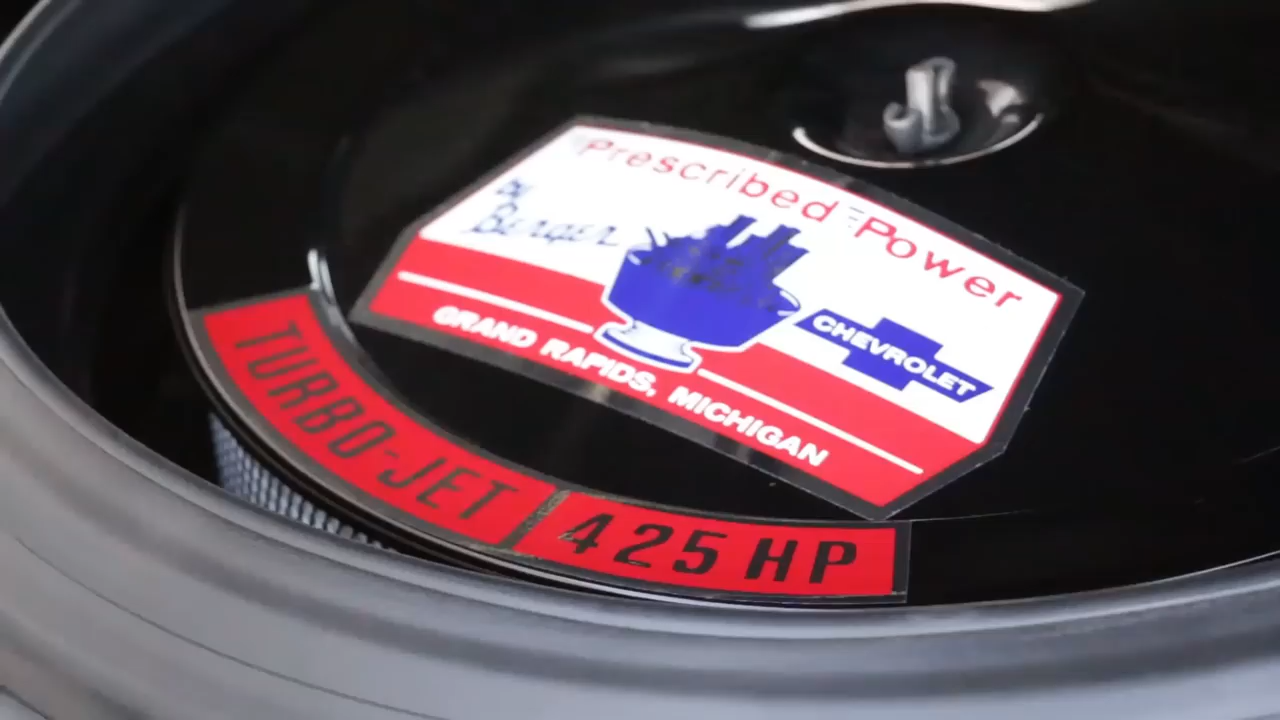 Prescribed Power
by
Berger
CHEVROLET
GRAND RAPIDS, MICHIGAN
TURBO-JET
425 HP